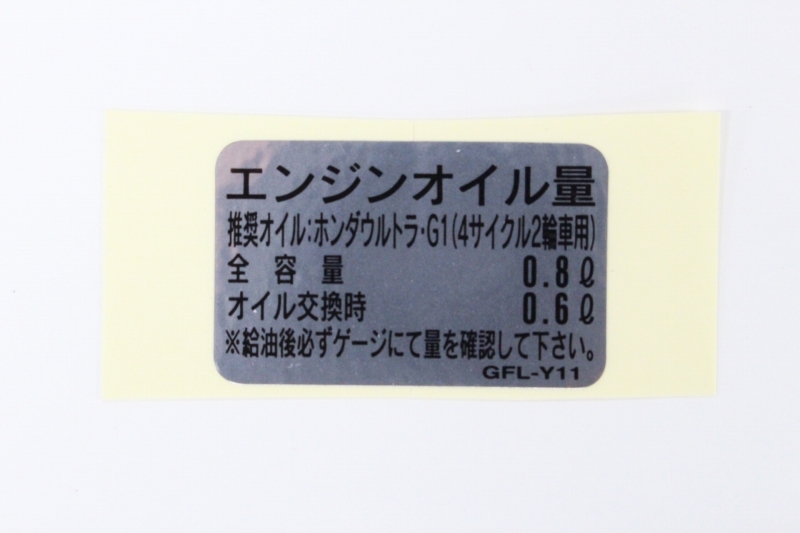 エンジンオイル量
推奨オイル:ホンダウルトラ・G1(4サイクル2輪車用)
全容量 0.8ℓ
オイル交換時 0.6ℓ
※給油後必ずゲージにて量を確認して下さい。
GFL-Y11